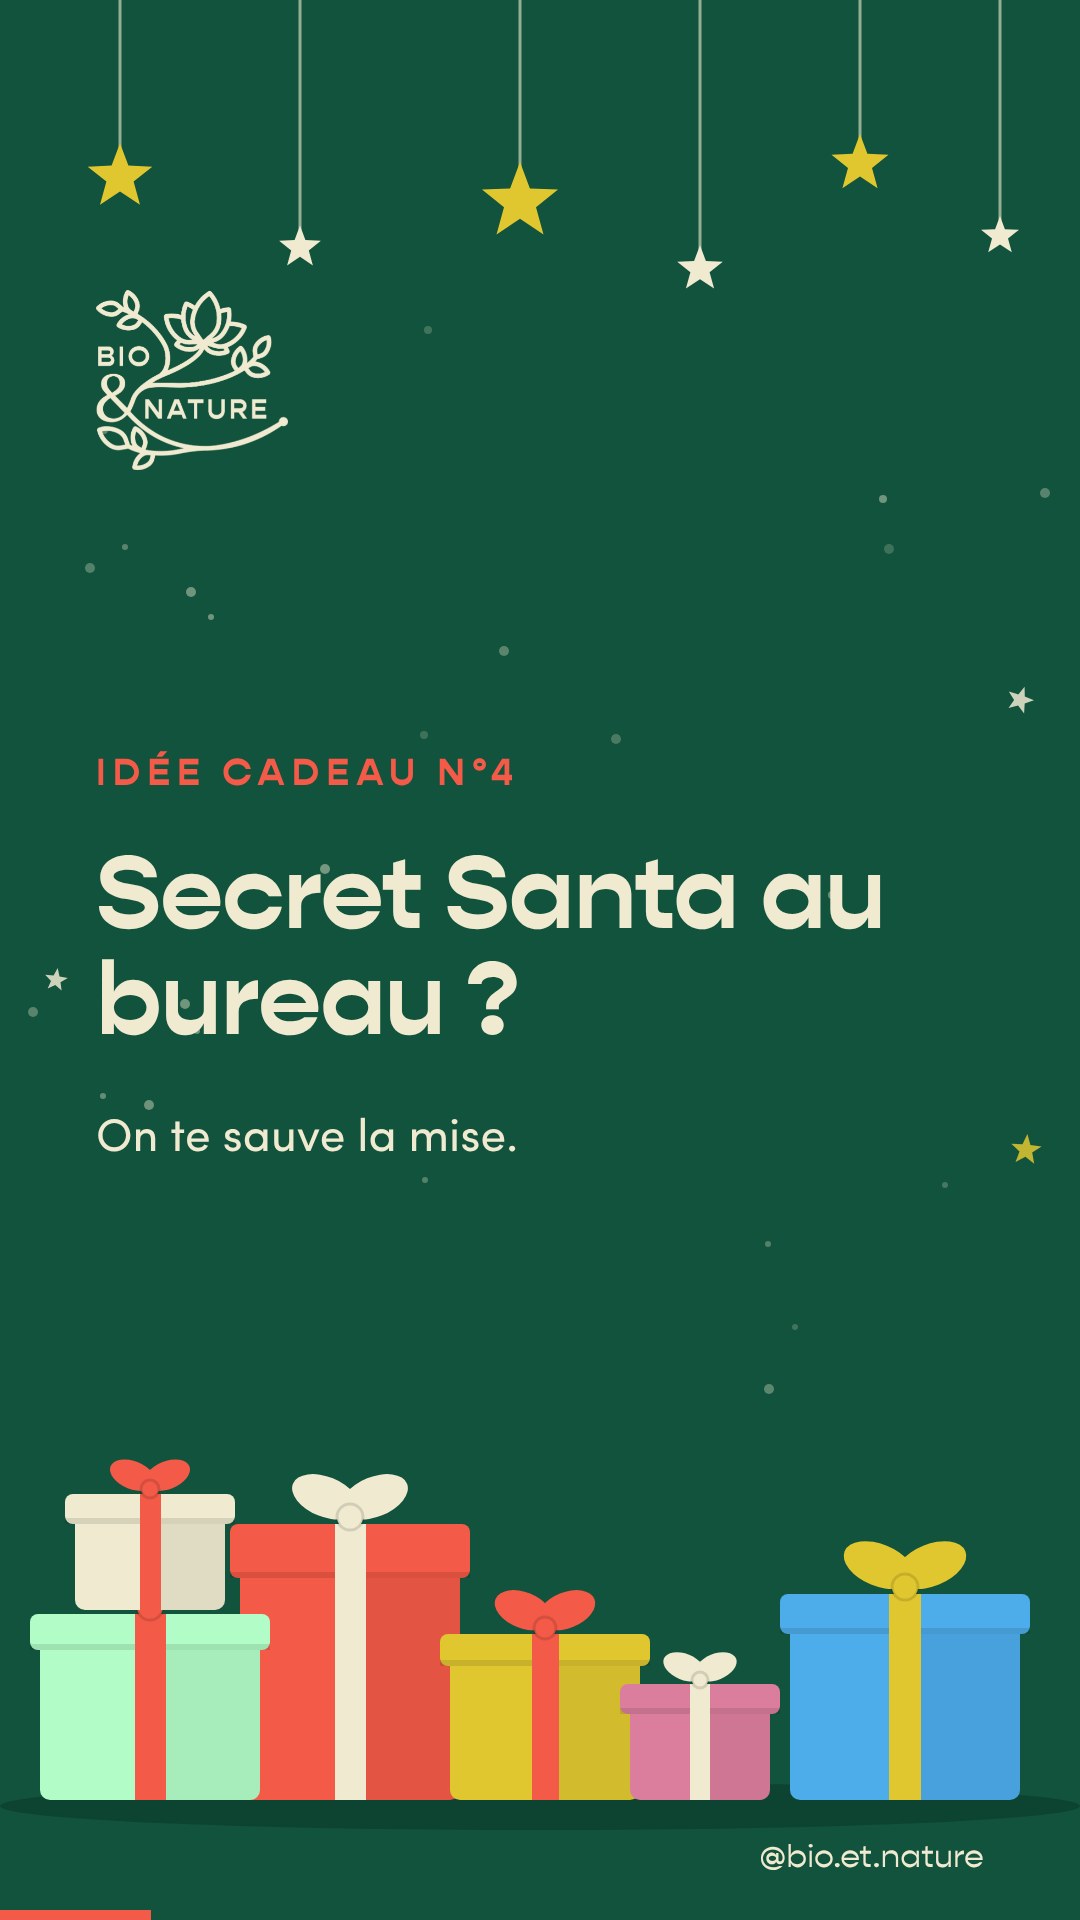 BIO
&
NATURE
IDÉE CADEAU N°4
Secret Santa au
bureau ?
On te sauve la mise.
@bio.et.nature